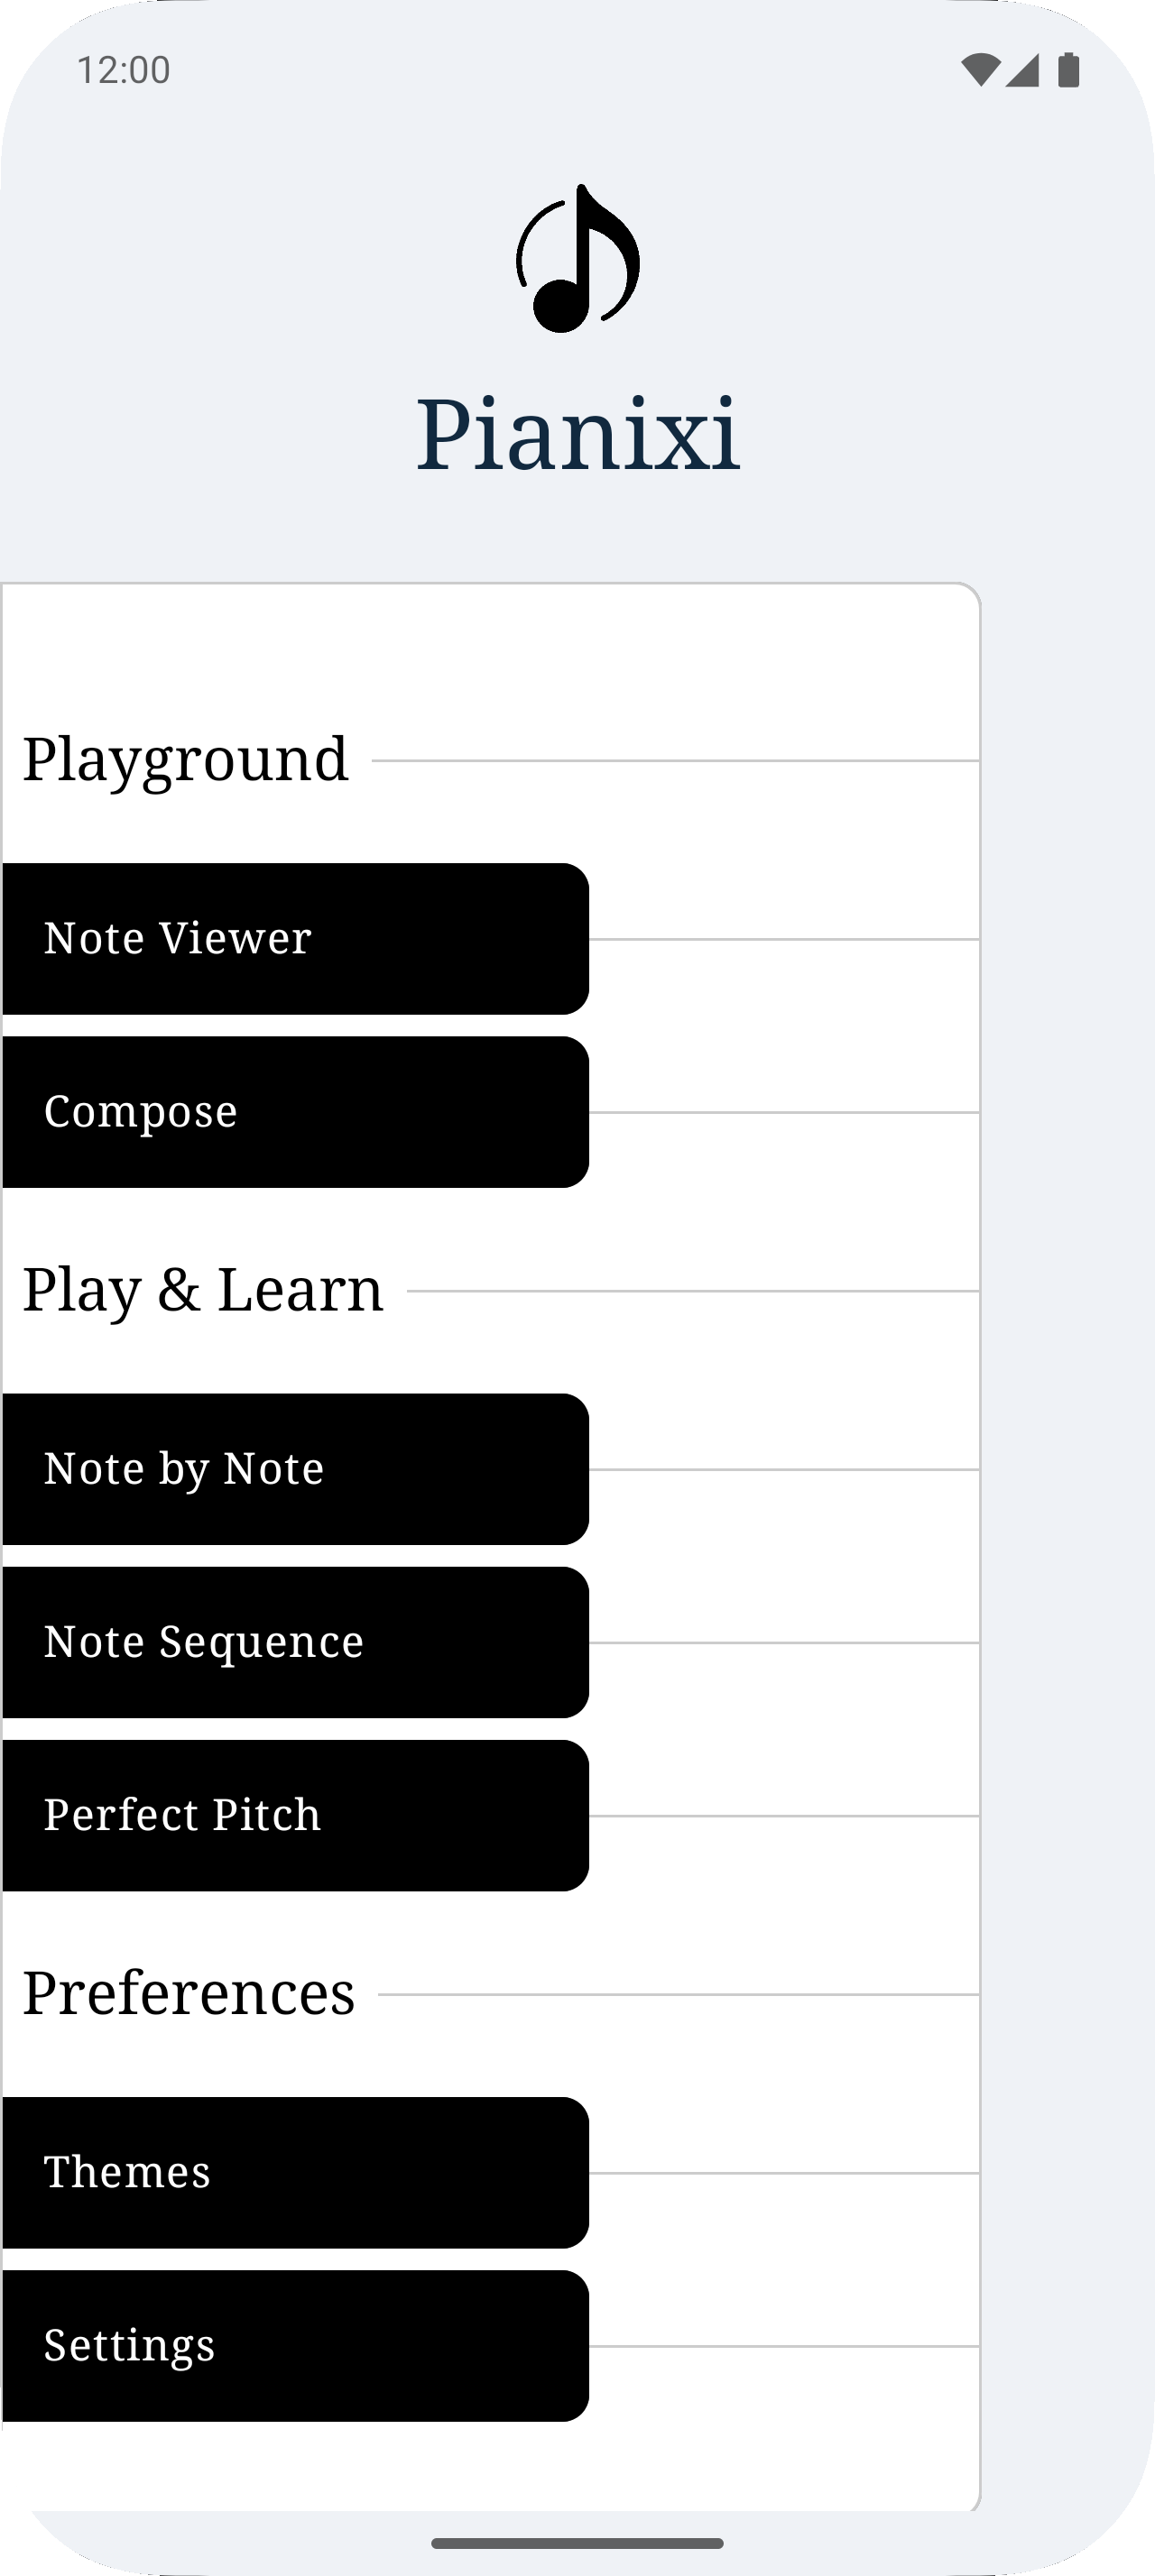 12:00
Pianixi
Playground
Note Viewer
Compose
Play & Learn
Note by Note
Note Sequence
Perfect Pitch
Preferences
Themes
Settings